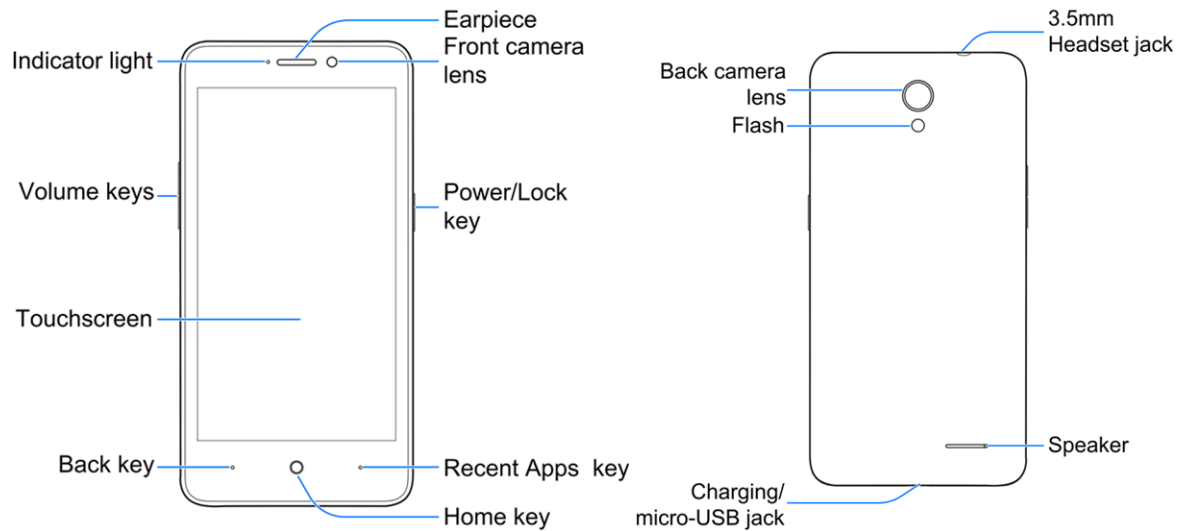 Earpiece
Front camera
lens
Indicator light
Volume keys
Power/Lock
key
Touchscreen
Back key
Recent Apps key
Home key
3.5mm
Headset jack
Back camera
lens
Flash
Speaker
Charging/
micro-USB jack